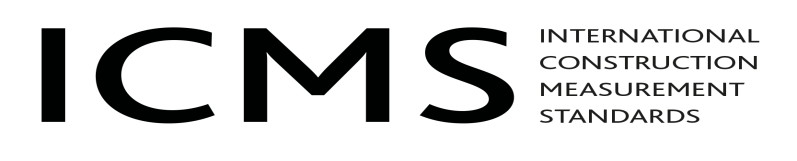 ICMS
INTERNATIONAL
CONSTRUCTION
MEASUREMENT
STANDARDS